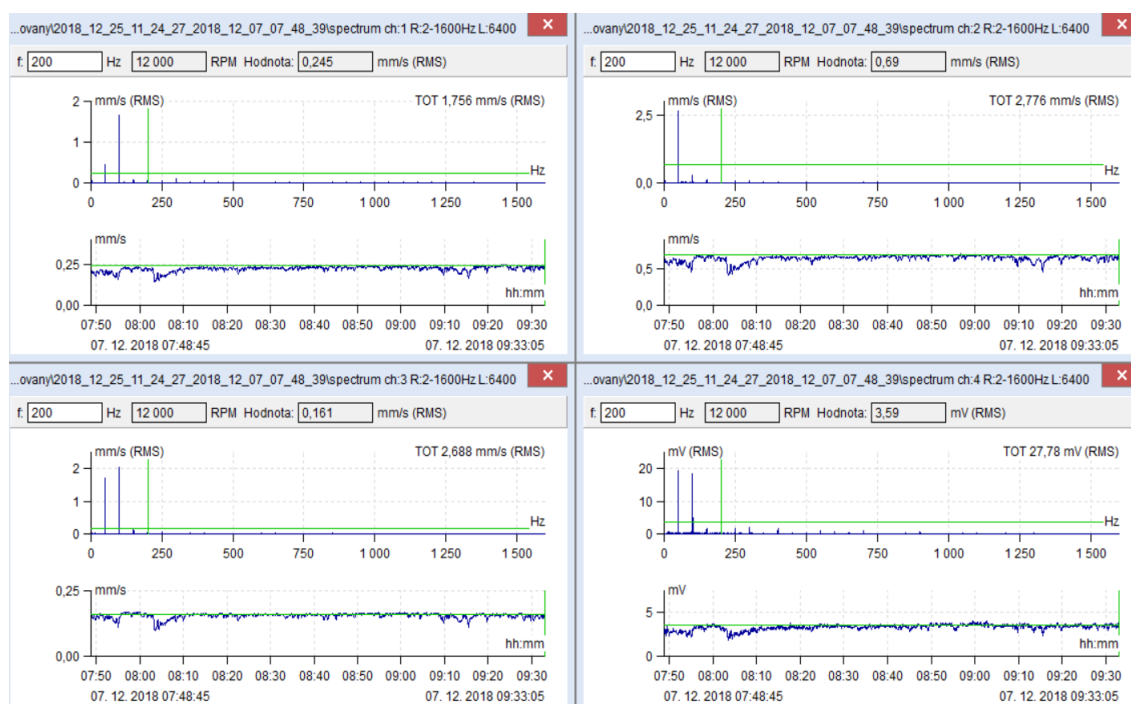 ...ovany\2018_12_25_11_24_27_2018_12_07_07_48_39\spectrum ch:1 R:2-1600Hz L:6400
f: 200 Hz 12 000 RPM Hodnota: 0,245 mm/s (RMS)
mm/s (RMS) TOT 1,756 mm/s (RMS)
2
1
0
Hz
0 250 500 750 1 000 1 250 1 500
mm/s
0,25
0,00
hh:mm
07:50 08:00 08:10 08:20 08:30 08:40 08:50 09:00 09:10 09:20 09:30
07. 12. 2018 07:48:45 07. 12. 2018 09:33:05
...ovany\2018_12_25_11_24_27_2018_12_07_07_48_39\spectrum ch:2 R:2-1600Hz L:6400
f: 200 Hz 12 000 RPM Hodnota: 0,69 mm/s (RMS)
mm/s (RMS) TOT 2,776 mm/s (RMS)
2,5
0,0
Hz
0 250 500 750 1 000 1 250 1 500
mm/s
0,5
0,0
hh:mm
07:50 08:00 08:10 08:20 08:30 08:40 08:50 09:00 09:10 09:20 09:30
07. 12. 2018 07:48:45 07. 12. 2018 09:33:05
...ovany\2018_12_25_11_24_27_2018_12_07_07_48_39\spectrum ch:3 R:2-1600Hz L:6400
f: 200 Hz 12 000 RPM Hodnota: 0,161 mm/s (RMS)
mm/s (RMS) TOT 2,688 mm/s (RMS)
2
1
0
Hz
0 250 500 750 1 000 1 250 1 500
mm/s
0,25
0,00
hh:mm
07:50 08:00 08:10 08:20 08:30 08:40 08:50 09:00 09:10 09:20 09:30
07. 12. 2018 07:48:45 07. 12. 2018 09:33:05
...ovany\2018_12_25_11_24_27_2018_12_07_07_48_39\spectrum ch:4 R:2-1600Hz L:6400
f: 200 Hz 12 000 RPM Hodnota: 3,59 mV (RMS)
mV (RMS) TOT 27,78 mV (RMS)
20
10
0
Hz
0 250 500 750 1 000 1 250 1 500
mV
5
0
hh:mm
07:50 08:00 08:10 08:20 08:30 08:40 08:50 09:00 09:10 09:20 09:30
07. 12. 2018 07:48:45 07. 12. 2018 09:33:05